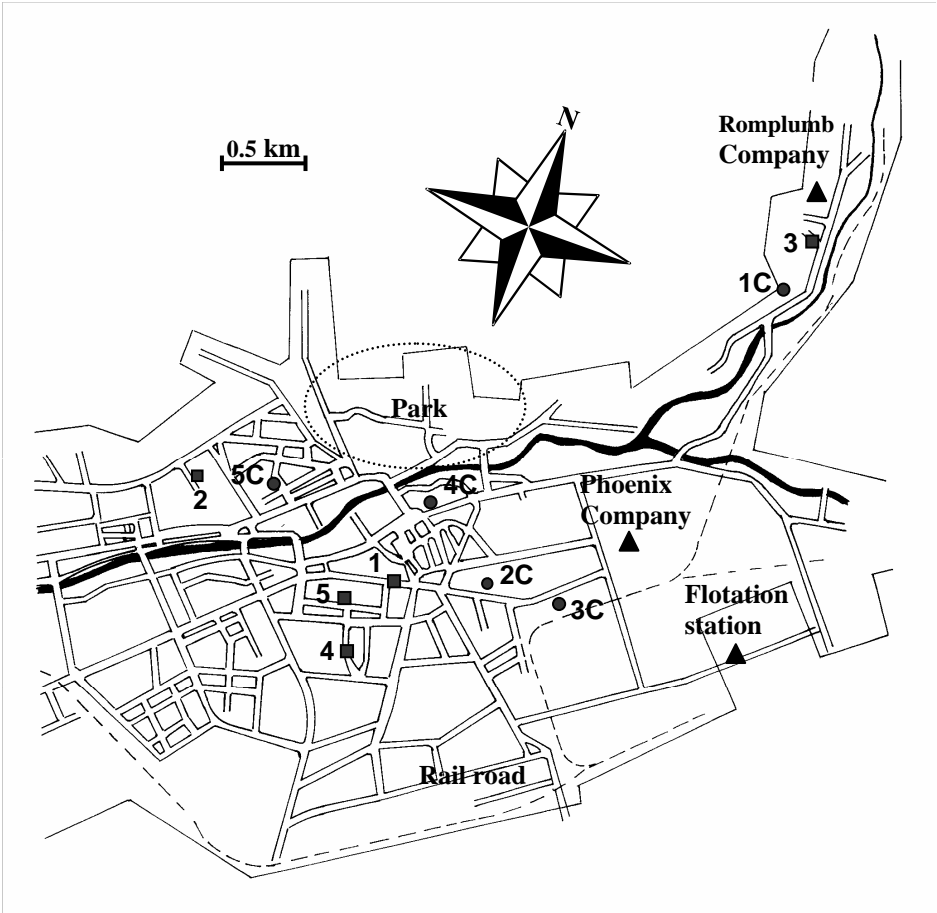 N
Romplumb
Company
0.5 km
3
1C
Park
2
5C
4C
Phoenix
Company
1
2C
5
3C
Flotation
station
4
Rail road